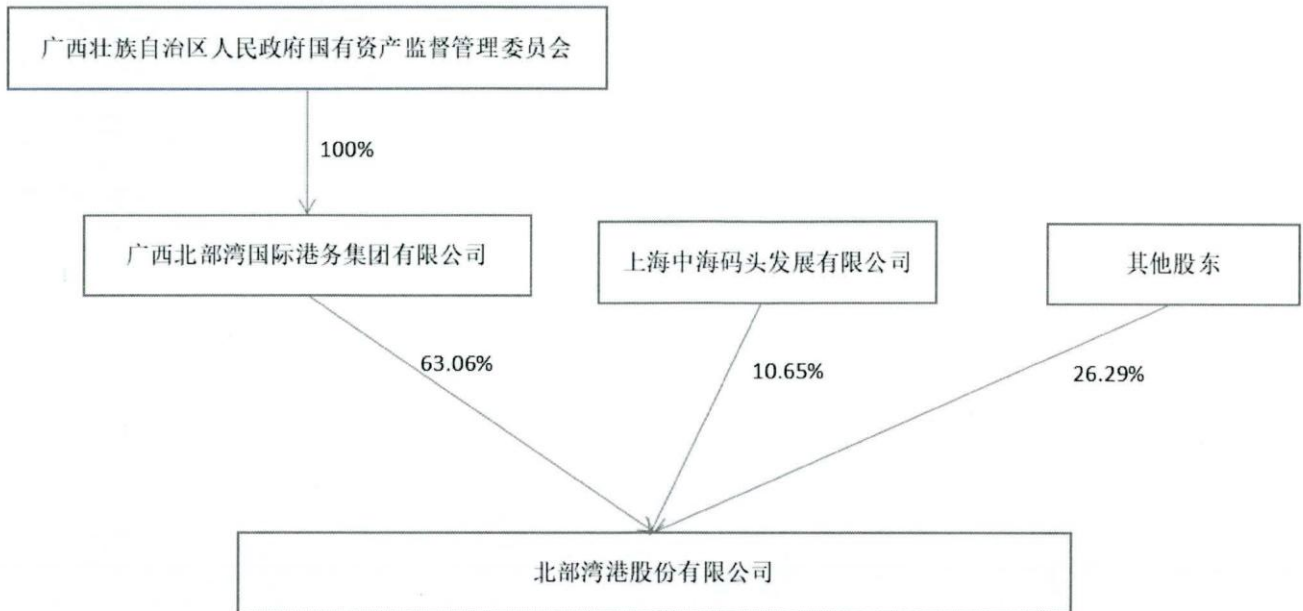 广西壮族自治区人民政府国有资产监督管理委员会
100%
广西北部湾国际港务集团有限公司
上海中海码头发展有限公司
其他股东
63.06%
10.65%
26.29%
北部湾港股份有限公司